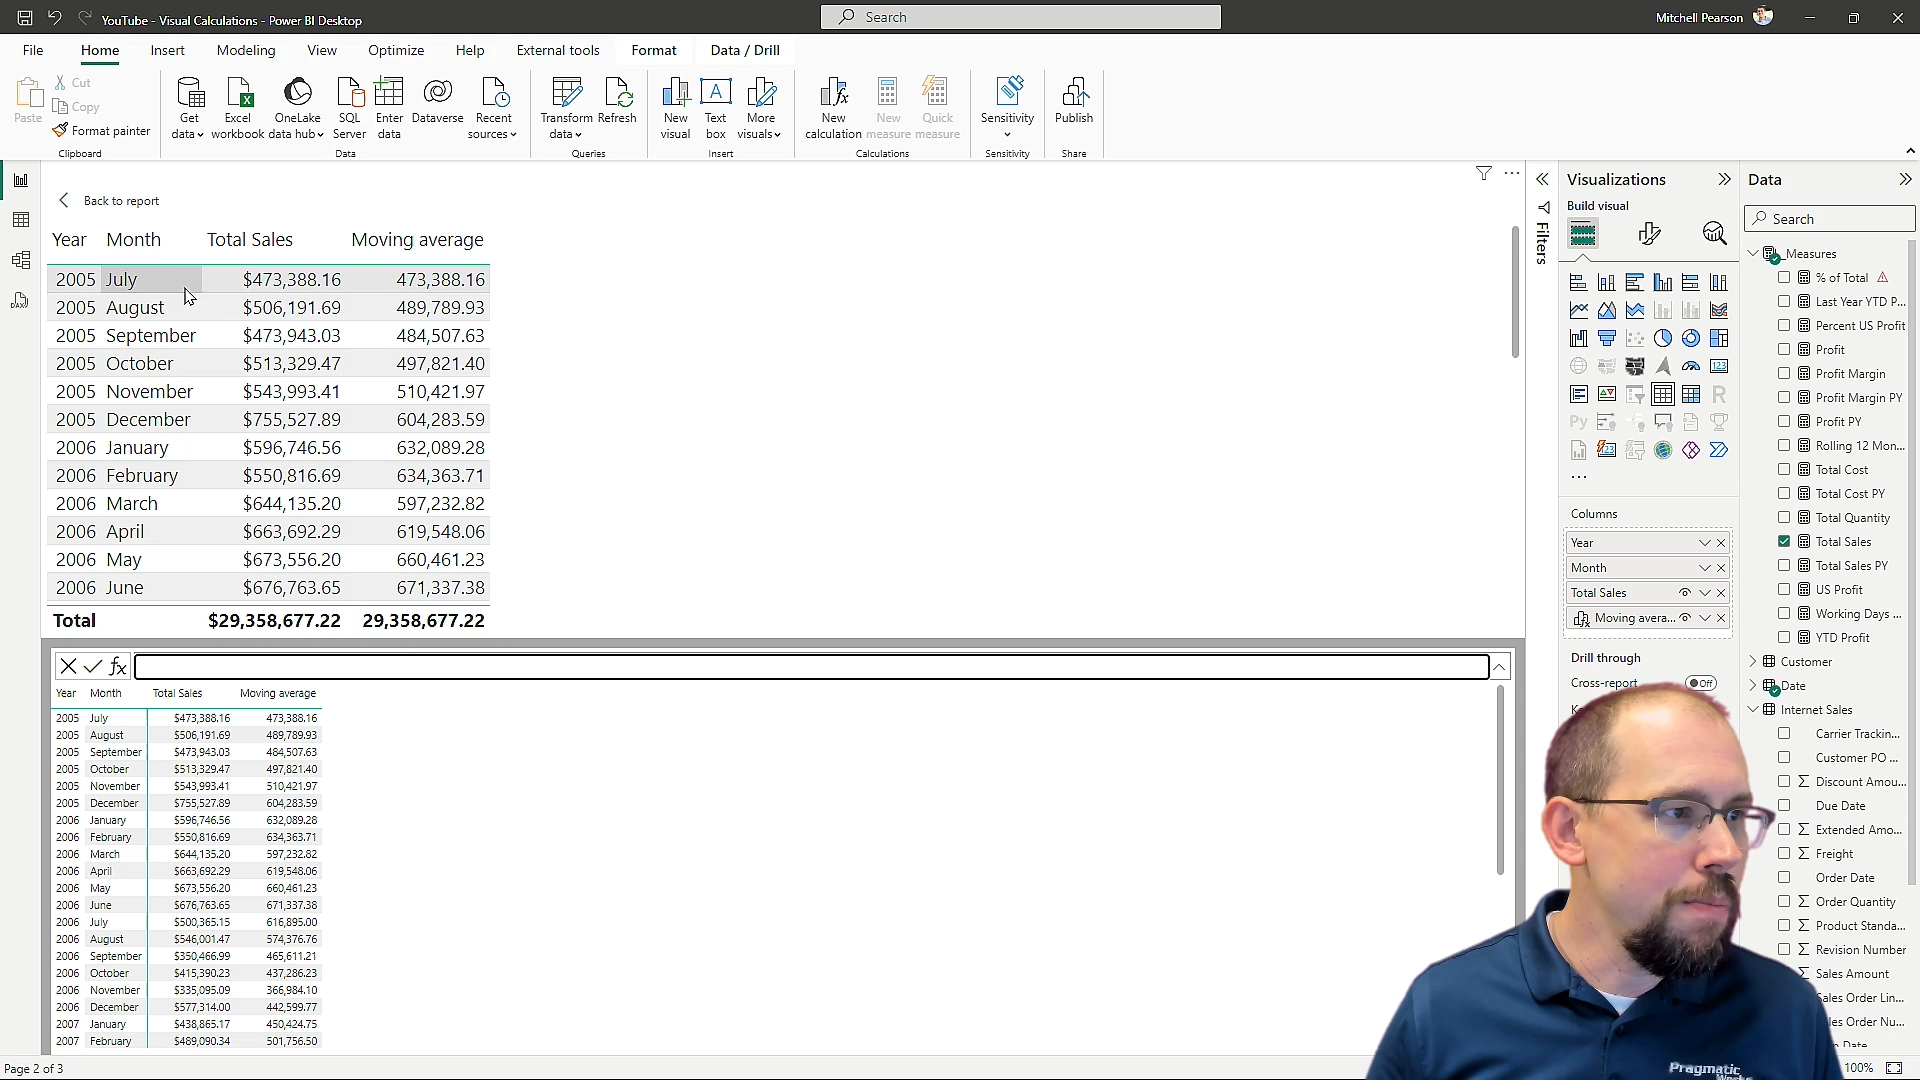 YouTube - Visual Calculations - Power BI Desktop
Search
Mitchell Pearson
File Home Insert Modeling View Optimize Help External tools Format Data / Drill
Paste
Cut
Copy
Format painter
Clipboard
Get data
Excel workbook
OneLake data hub
SQL Server
Enter data
Dataverse
Recent sources
Data
Transform data
Refresh
Queries
New visual
Text box
More visuals
Insert
New calculation
New measure
Quick measure
Calculations
Sensitivity
Sensitivity
Publish
Share
Back to report
Year Month Total Sales Moving average
2005 July $473,388.16 473,388.16
2005 August $506,191.69 489,789.93
2005 September $473,943.03 484,507.63
2005 October $513,329.47 497,821.40
2005 November $543,993.41 510,421.97
2005 December $755,527.89 604,283.59
2006 January $596,746.56 632,089.28
2006 February $550,816.69 634,363.71
2006 March $644,135.20 597,232.82
2006 April $663,692.29 619,548.06
2006 May $673,556.20 660,461.23
2006 June $676,763.65 671,337.38
Total $29,358,677.22 29,358,677.22
fx
Year Month Total Sales Moving average
2005 July $473,388.16 473,388.16
2005 August $506,191.69 489,789.93
2005 September $473,943.03 484,507.63
2005 October $513,329.47 497,821.40
2005 November $543,993.41 510,421.97
2005 December $755,527.89 604,283.59
2006 January $596,746.56 632,089.28
2006 February $550,816.69 634,363.71
2006 March $644,135.20 597,232.82
2006 April $663,692.29 619,548.06
2006 May $673,556.20 660,461.23
2006 June $676,763.65 671,337.38
2006 July $500,365.15 616,895.00
2006 August $546,001.47 574,376.76
2006 September $350,466.99 465,611.21
2006 October $415,390.23 437,286.23
2006 November $335,095.09 366,984.10
2006 December $577,314.00 442,599.77
2007 January $438,865.17 450,424.75
2007 February $489,090.34 501,756.50
Page 2 of 3
Filters
Visualizations
Build visual
123
R
Py
123
Columns
Year
Month
Total Sales
Moving avera...
Drill through
Cross-report
Off
Data
Search
_Measures
% of Total
Last Year YTD P...
Percent US Profit
Profit
Profit Margin
Profit Margin PY
Profit PY
Rolling 12 Mon...
Total Cost
Total Cost PY
Total Quantity
Total Sales
Total Sales PY
US Profit
Working Days ...
YTD Profit
Customer
Date
Internet Sales
Carrier Trackin...
Customer PO ...
Discount Amou...
Due Date
Extended Amo...
Freight
Order Date
Order Quantity
Product Standa...
Revision Number
Sales Amount
Sales Order Lin...
les Order Nu...
Date
Pragmatic
Works
100%